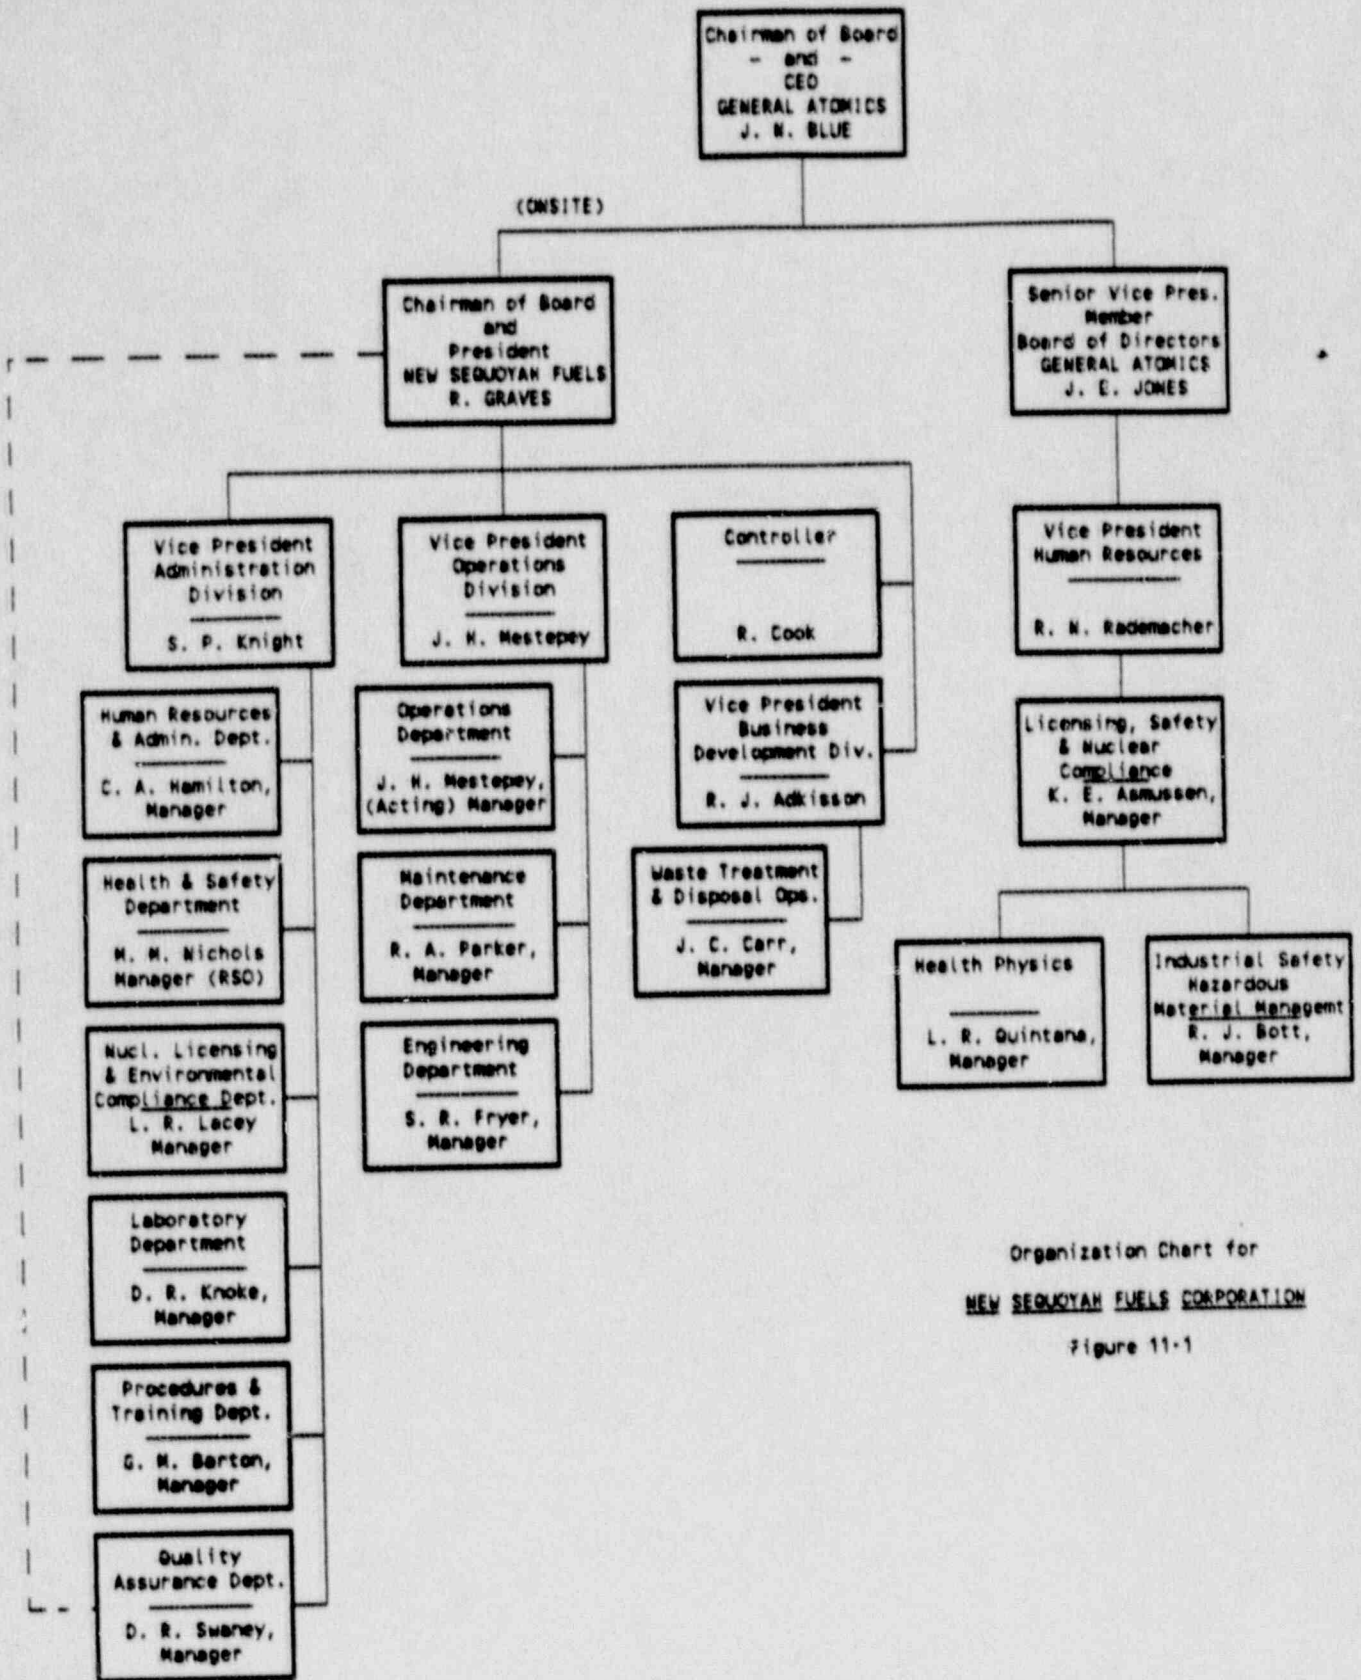 Chairman of Board
- and -
CEO
GENERAL ATOMICS
J. N. BLUE
(ONSITE)
Chairman of Board
and
President
NEW SEQUOYAH FUELS
R. GRAVES
Senior Vice Pres.
Member
Board of Directors
GENERAL ATOMICS
J. E. JONES
Vice President
Administration
Division
S. P. Knight
Vice President
Operations
Division
J. H. Mestepey
Controller
R. Cook
Vice President
Human Resources
R. N. Rademacher
Human Resources
& Admin. Dept.
C. A. Hamilton,
Manager
Operations
Department
J. H. Mestepey,
(Acting) Manager
Vice President
Business
Development Div.
R. J. Adkisson
Licensing, Safety
& Nuclear
Compliance
K. E. Asmussen,
Manager
Health & Safety
Department
M. M. Nichols
Manager (RSO)
Maintenance
Department
R. A. Parker,
Manager
Waste Treatment
& Disposal Ops.
J. C. Carr,
Manager
Health Physics
L. R. Quintana,
Manager
Industrial Safety
Hazardous
Material Managemt
R. J. Bott,
Manager
Nucl. Licensing
& Environmental
Compliance Dept.
L. R. Lacey
Manager
Engineering
Department
S. R. Fryer,
Manager
Laboratory
Department
D. R. Knoke,
Manager
Procedures &
Training Dept.
G. M. Barton,
Manager
Quality
Assurance Dept.
D. R. Swaney,
Manager
Organization Chart for
NEW SEQUOYAH FUELS CORPORATION
Figure 11-1